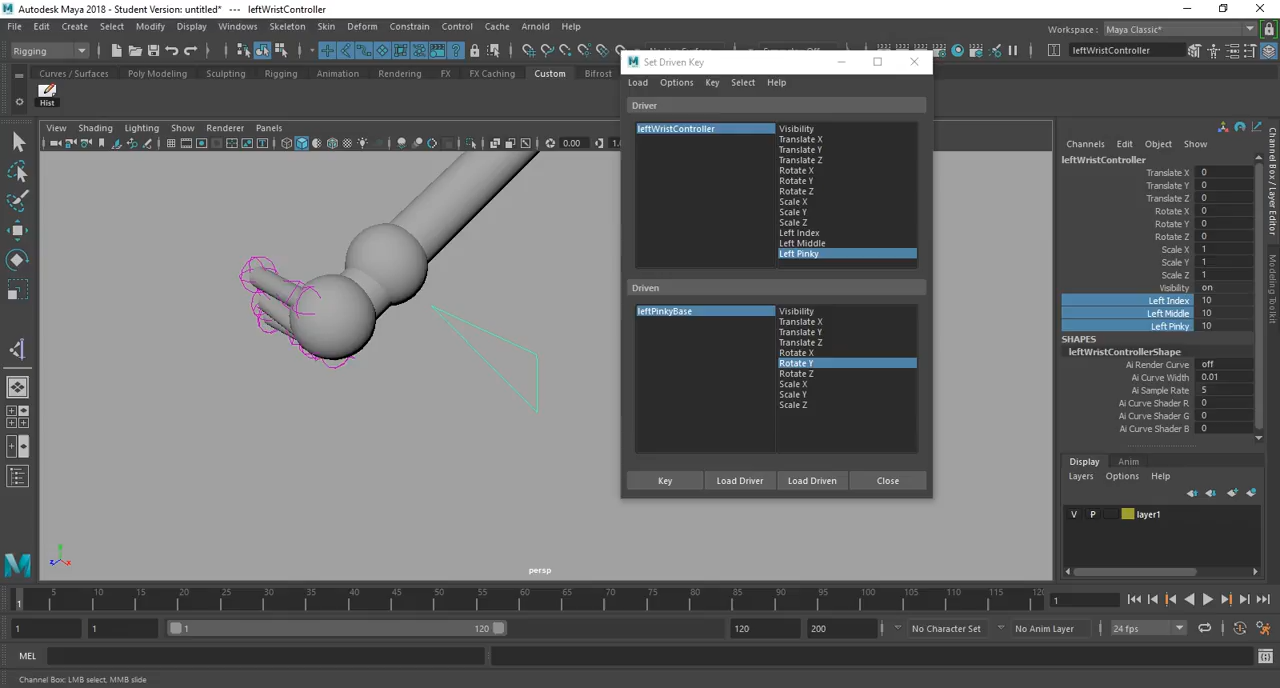 Autodesk Maya 2018 - Student Version: untitled* --- leftWristController
File Edit Create Select Modify Display Windows Skeleton Skin Deform Constrain Control Cache Arnold Help
Workspace : Maya Classic*
Rigging
leftWristController
Curves / Surfaces Poly Modeling Sculpting Rigging Animation Rendering FX FX Caching Custom Bifrost
Hist
View Shading Lighting Show Renderer Panels
0.00
Set Driven Key
Load Options Key Select Help
Driver
leftWristController
Visibility
Translate X
Translate Y
Translate Z
Rotate X
Rotate Y
Rotate Z
Scale X
Scale Y
Scale Z
Left Index
Left Middle
Left Pinky
Driven
leftPinkyBase
Visibility
Translate X
Translate Y
Translate Z
Rotate X
Rotate Y
Rotate Z
Scale X
Scale Y
Scale Z
Key Load Driver Load Driven Close
persp
Channels Edit Object Show
leftWristController
Translate X 0
Translate Y 0
Translate Z 0
Rotate X 0
Rotate Y 0
Rotate Z 0
Scale X 1
Scale Y 1
Scale Z 1
Visibility on
Left Index 10
Left Middle 10
Left Pinky 10
SHAPES
leftWristControllerShape
Ai Render Curve off
Ai Curve Width 0.01
Ai Sample Rate 5
Ai Curve Shader R 0
Ai Curve Shader G 0
Ai Curve Shader B 0
Display Anim
Layers Options Help
V P layer1
Channel Box / Layer Editor
Modeling Toolkit
1 5 10 15 20 25 30 35 40 45 50 55 60 65 70 75 80 85 90 95 100 105 110 115 120
1
1 1 1 120 120 200 No Character Set No Anim Layer 24 fps
MEL
Channel Box: LMB select, MMB slide